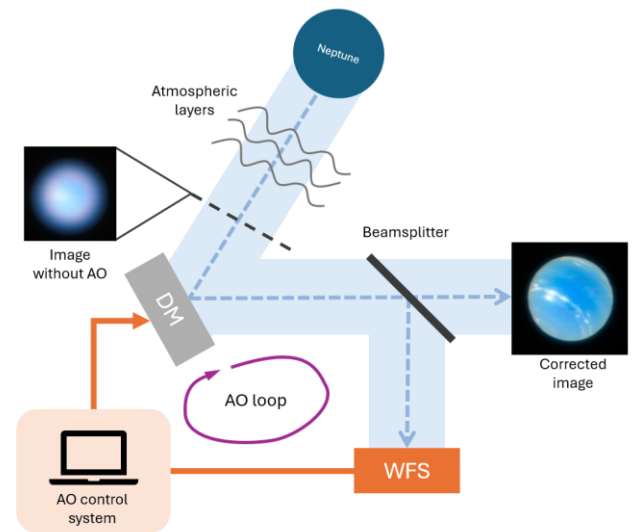 Neptune
Atmospheric
layers
Image
without AO
Beamsplitter
DM
Corrected
image
AO loop
WFS
AO control
system